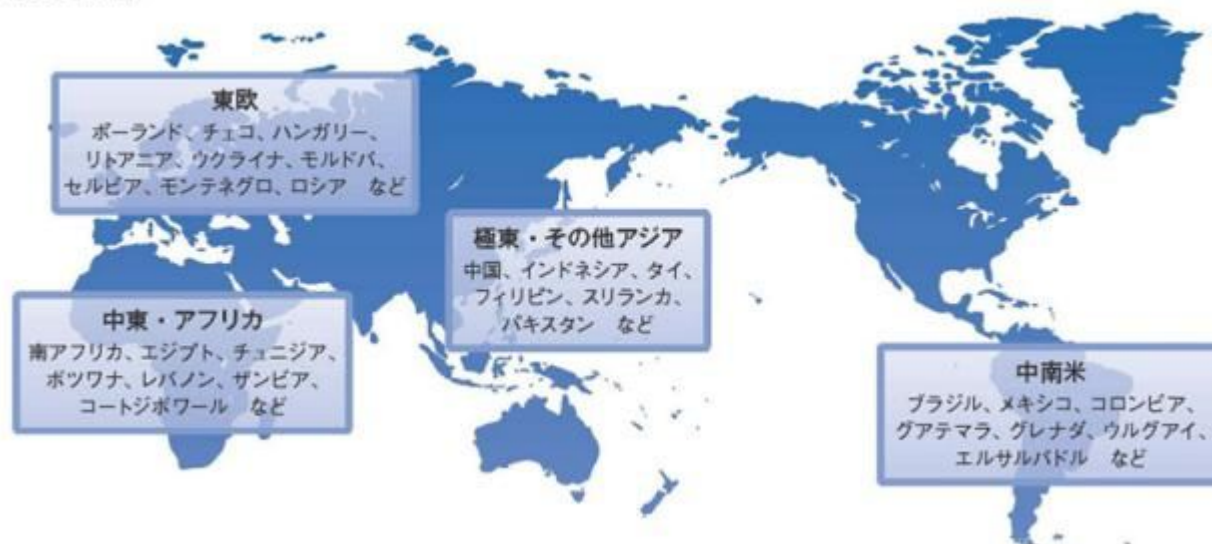 東欧
ポーランド、チェコ、ハンガリー、
リトアニア、ウクライナ、モルドバ、
セルビア、モンテネグロ、ロシア　など
極東・その他アジア
中国、インドネシア、タイ、
フィリピン、スリランカ、
パキスタン　など
中東・アフリカ
南アフリカ、エジプト、チュニジア、
ボツワナ、レバノン、ザンビア、
コートジボワール　など
中南米
ブラジル、メキシコ、コロンビア、
グアテマラ、グレナダ、ウルグアイ、
エルサルバドル　など